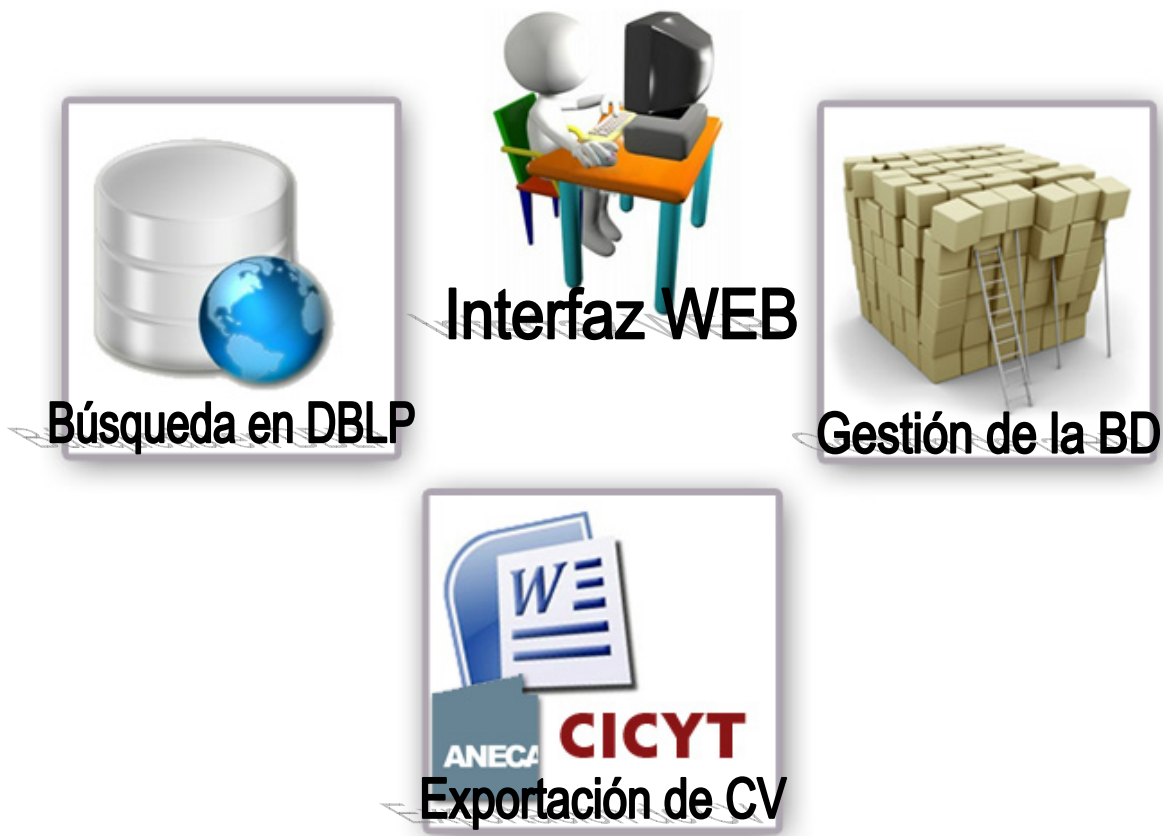 Interfaz WEB
Búsqueda en DBLP
Gestión de la BD
W
ANECA
CICYT
Exportación de CV